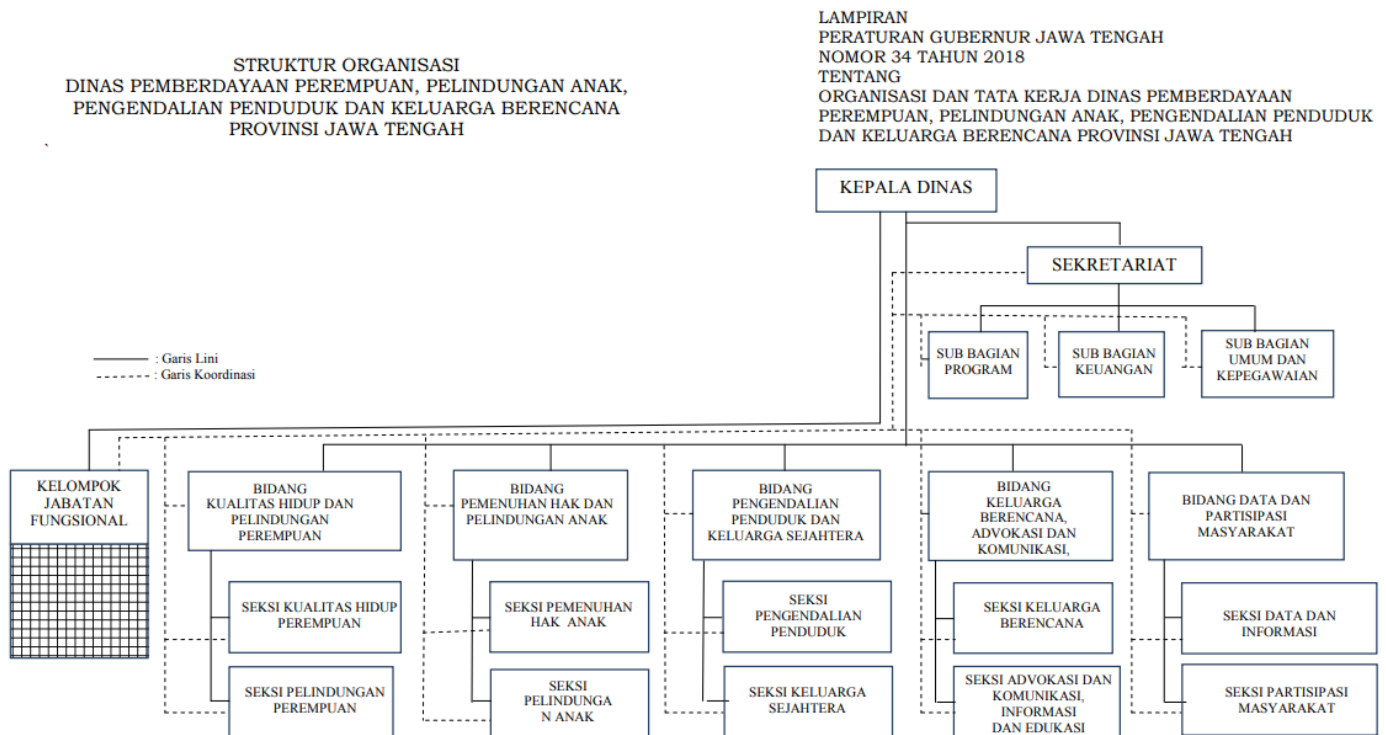 STRUKTUR ORGANISASI
DINAS PEMBERDAYAAN PEREMPUAN, PELINDUNGAN ANAK,
PENGENDALIAN PENDUDUK DAN KELUARGA BERENCANA
PROVINSI JAWA TENGAH
LAMPIRAN
PERATURAN GUBERNUR JAWA TENGAH
NOMOR 34 TAHUN 2018
TENTANG
ORGANISASI DAN TATA KERJA DINAS PEMBERDAYAAN
PEREMPUAN, PELINDUNGAN ANAK, PENGENDALIAN PENDUDUK
DAN KELUARGA BERENCANA PROVINSI JAWA TENGAH
KEPALA DINAS
SEKRETARIAT
SUB BAGIAN
PROGRAM
SUB BAGIAN
KEUANGAN
SUB BAGIAN
UMUM DAN
KEPEGAWAIAN
: Garis Lini
: Garis Koordinasi
KELOMPOK
JABATAN
FUNGSIONAL
BIDANG
KUALITAS HIDUP DAN
PELINDUNGAN
PEREMPUAN
BIDANG
PEMENUHAN HAK DAN
PELINDUNGAN ANAK
BIDANG
PENGENDALIAN
PENDUDUK DAN
KELUARGA SEJAHTERA
BIDANG
KELUARGA
BERENCANA,
ADVOKASI DAN
KOMUNIKASI,
BIDANG DATA DAN
PARTISIPASI
MASYARAKAT
SEKSI KUALITAS HIDUP
PEREMPUAN
SEKSI PEMENUHAN
HAK ANAK
SEKSI
PENGENDALIAN
PENDUDUK
SEKSI KELUARGA
BERENCANA
SEKSI DATA DAN
INFORMASI
SEKSI PELINDUNGAN
PEREMPUAN
SEKSI
PELINDUNGA
N ANAK
SEKSI KELUARGA
SEJAHTERA
SEKSI ADVOKASI DAN
KOMUNIKASI,
INFORMASI
DAN EDUKASI
SEKSI PARTISIPASI
MASYARAKAT